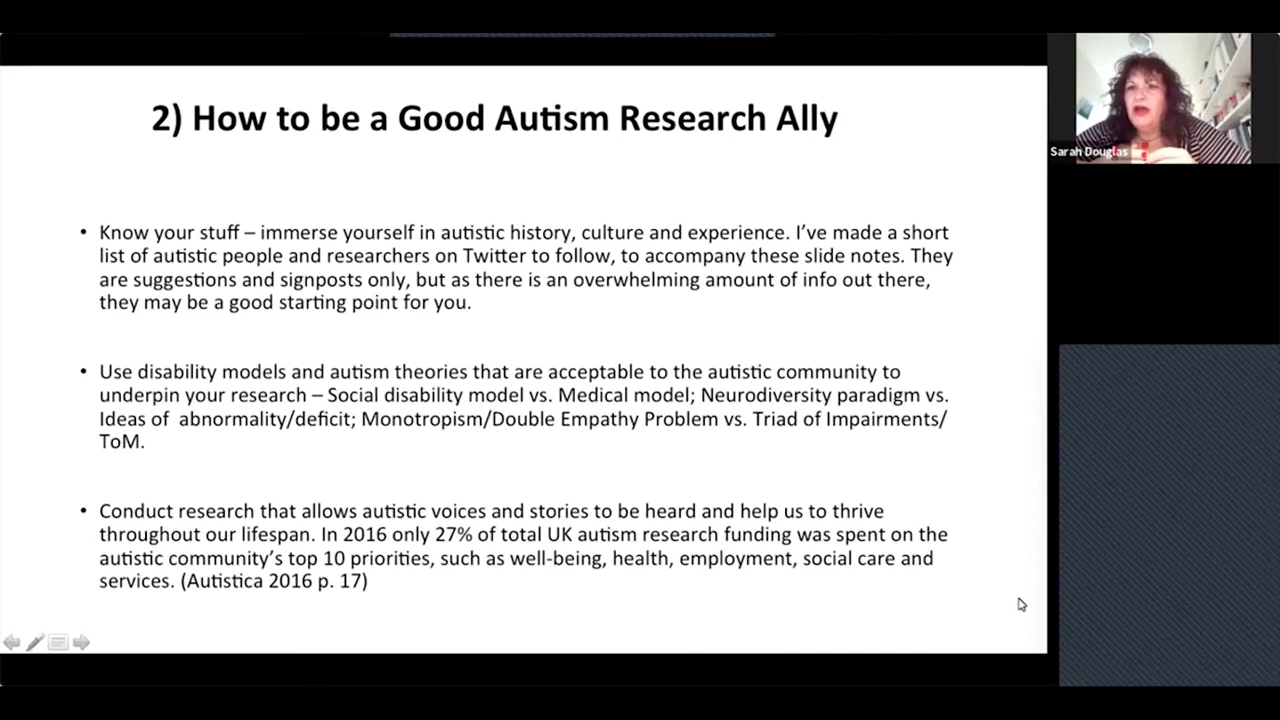 2) How to be a Good Autism Research Ally
Sarah Douglas
• Know your stuff – immerse yourself in autistic history, culture and experience. I’ve made a short
list of autistic people and researchers on Twitter to follow, to accompany these slide notes. They
are suggestions and signposts only, but as there is an overwhelming amount of info out there,
they may be a good starting point for you.
• Use disability models and autism theories that are acceptable to the autistic community to
underpin your research – Social disability model vs. Medical model; Neurodiversity paradigm vs.
Ideas of  abnormality/deficit; Monotropism/Double Empathy Problem vs. Triad of Impairments/
ToM.
• Conduct research that allows autistic voices and stories to be heard and help us to thrive
throughout our lifespan. In 2016 only 27% of total UK autism research funding was spent on the
autistic community’s top 10 priorities, such as well-being, health, employment, social care and
services. (Autistica 2016 p. 17)